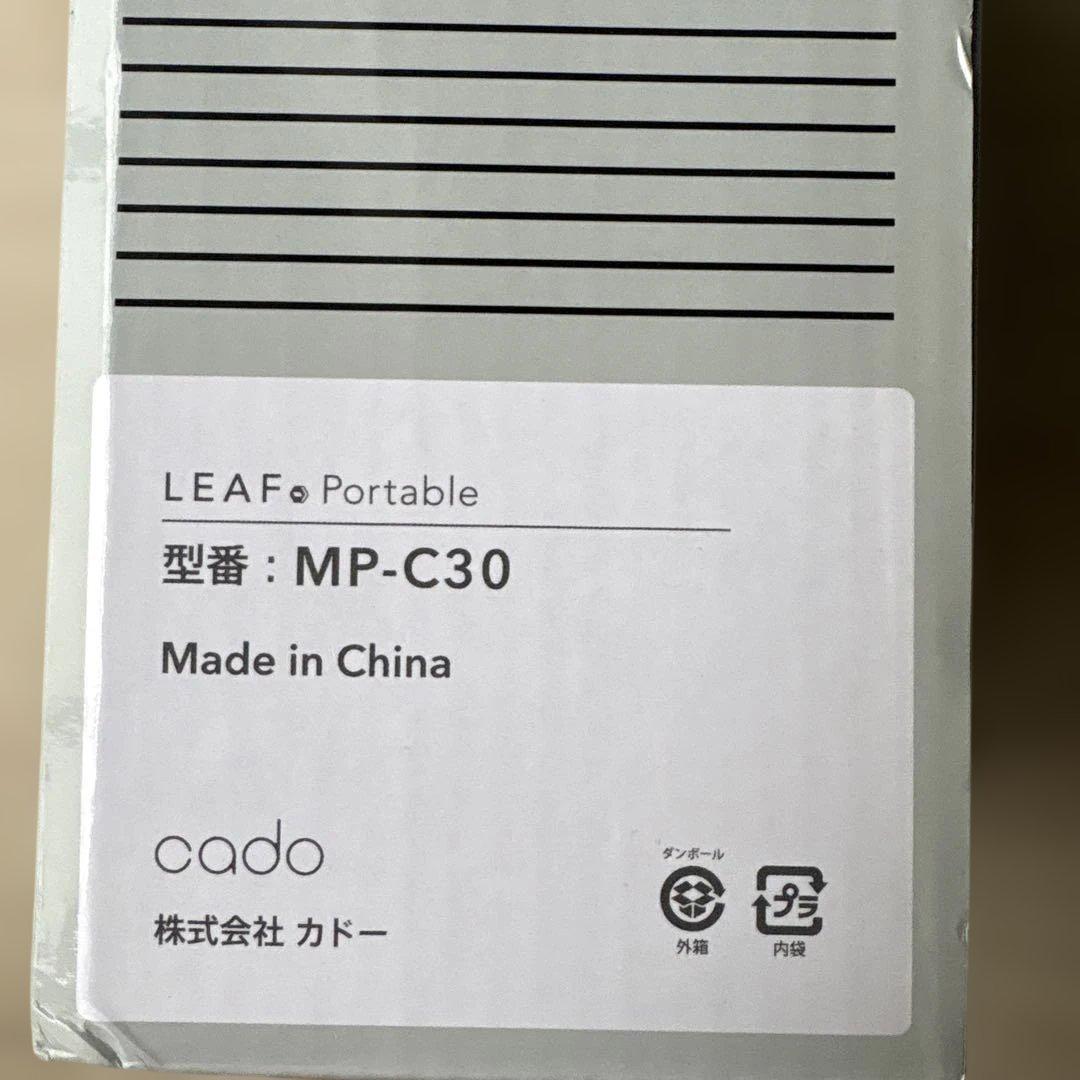 LEAF Portable
型番：MP-C30
Made in China
cado
株式会社 カドー
ダンボール
外箱
プラ
内袋